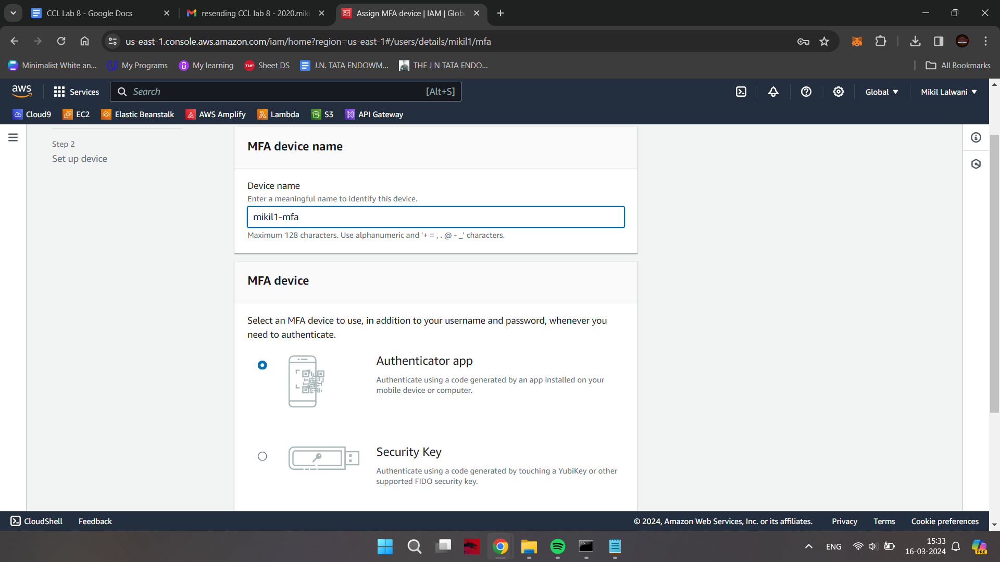 CCL Lab 8 - Google Docs
resending CCL lab 8 - 2020.miki
Assign MFA device | IAM | Glob
us-east-1.console.aws.amazon.com/iam/home?region=us-east-1#/users/details/mikil1/mfa
Minimalist White an...
My Programs
My learning
TUF
Sheet DS
J.N. TATA ENDOWM...
THE J N TATA ENDO...
All Bookmarks
aws
Services
Search
[Alt+S]
Global
Mikil Lalwani
Cloud9
EC2
Elastic Beanstalk
AWS Amplify
Lambda
S3
API Gateway
Step 2
Set up device
MFA device name
Device name
Enter a meaningful name to identify this device.
mikil1-mfa
Maximum 128 characters. Use alphanumeric and '+ = , . @ - _' characters.
MFA device
Select an MFA device to use, in addition to your username and password, whenever you
need to authenticate.
Authenticator app
Authenticate using a code generated by an app installed on your
mobile device or computer.
Security Key
Authenticate using a code generated by touching a YubiKey or other
supported FIDO security key.
CloudShell
Feedback
© 2024, Amazon Web Services, Inc. or its affiliates.
Privacy
Terms
Cookie preferences
ENG
15:33
16-03-2024
PRE